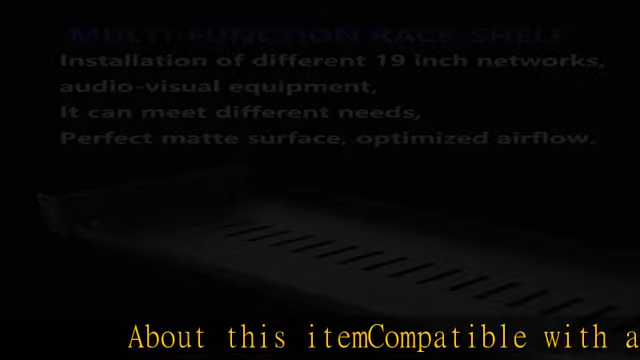 MULTI-FUNCTION RACK SHELF
Installation of different 19 inch networks,
audio-visual equipment,
It can meet different needs,
Perfect matte surface, optimized airflow.
About this itemCompatible with a